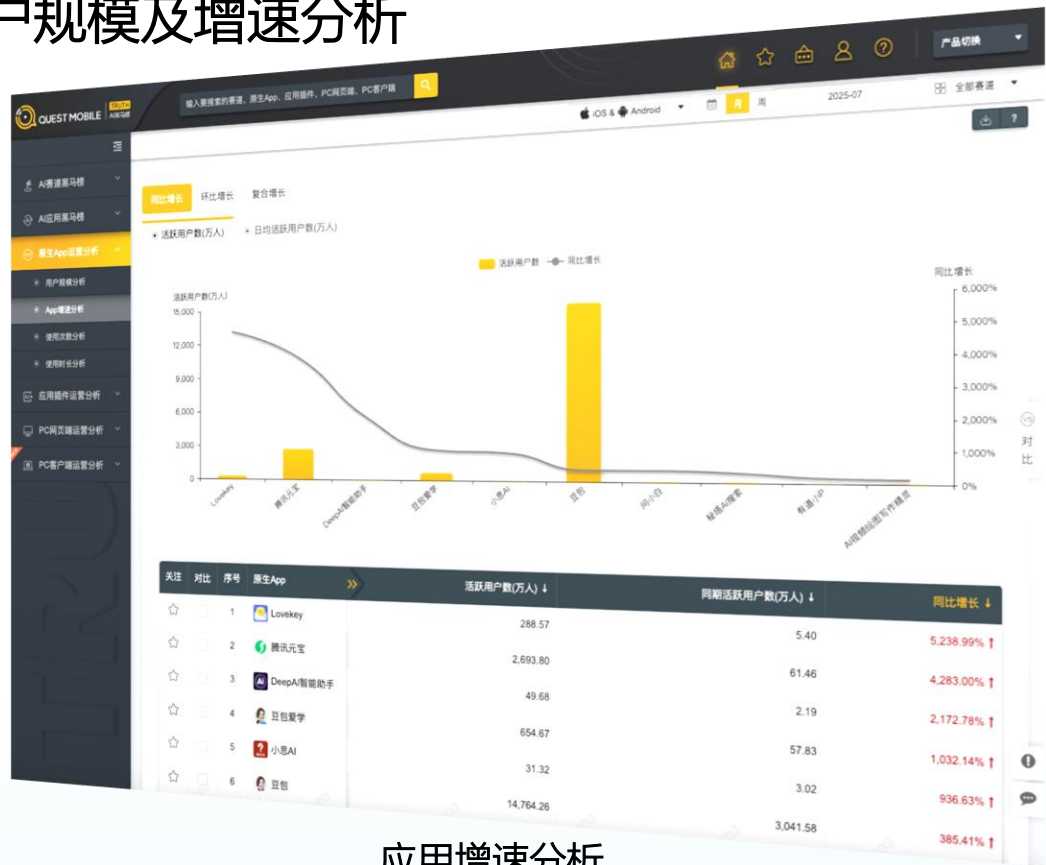 户规模及增速分析
QUEST MOBILE TRUTH
输入要搜索的赛道、原生App、应用插件、PC网页端、PC客户端
产品切换
iOS & Android 月 周 2025-07 全部赛道
?
AI赛道黑马榜
AI应用黑马榜
原生App运营分析
用户规模分析
App增速分析
使用次数分析
使用时长分析
应用插件运营分析
PC网页端运营分析
PC客户端运营分析
同比增长 环比增长 复合增长
活跃用户数(万人) 日均活跃用户数(万人)
活跃用户数 同比增长
活跃用户数(万人)
15,000
12,000
9,000
6,000
3,000
0
同比增长
6,000%
5,000%
4,000%
3,000%
2,000%
1,000%
0%
Lovekey
腾讯元宝
DeepAI智能助手
豆包爱学
小思AI
豆包
问小白
秘塔AI搜索
有道小P
AI视频绘图写作精灵
VS
对
比
关注 对比 序号 原生App 活跃用户数(万人)↓ 同期活跃用户数(万人)↓ 同比增长 ↓
1 Lovekey 288.57 5.40 5,238.99% ↑
2 腾讯元宝 2,693.80 61.46 4,283.00% ↑
3 DeepAI智能助手 49.68 2.19 2,172.78% ↑
4 豆包爱学 654.67 57.83 1,032.14% ↑
5 小思AI 31.32 3.02 936.63% ↑
6 豆包 14,764.26 3,041.58 385.41% ↑
TRU
应用增速分析